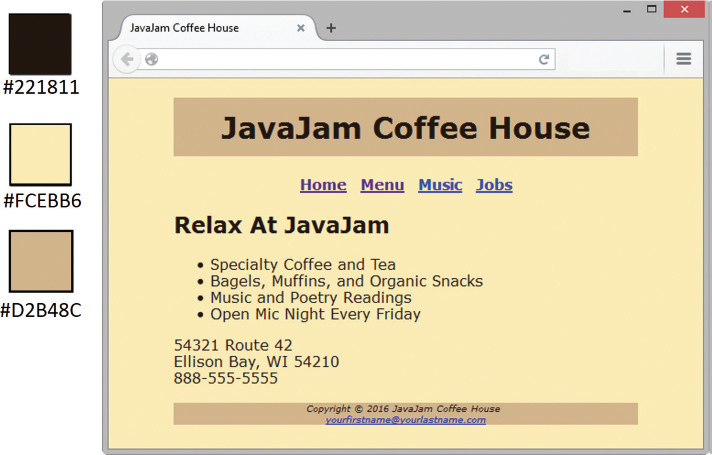 #221811
#FCEBB6
#D2B48C
JavaJam Coffee House
JavaJam Coffee House
Home Menu Music Jobs
Relax At JavaJam
• Specialty Coffee and Tea
• Bagels, Muffins, and Organic Snacks
• Music and Poetry Readings
• Open Mic Night Every Friday
54321 Route 42
Ellison Bay, WI 54210
888-555-5555
Copyright © 2016 JavaJam Coffee House
yourfirstname@yourlastname.com